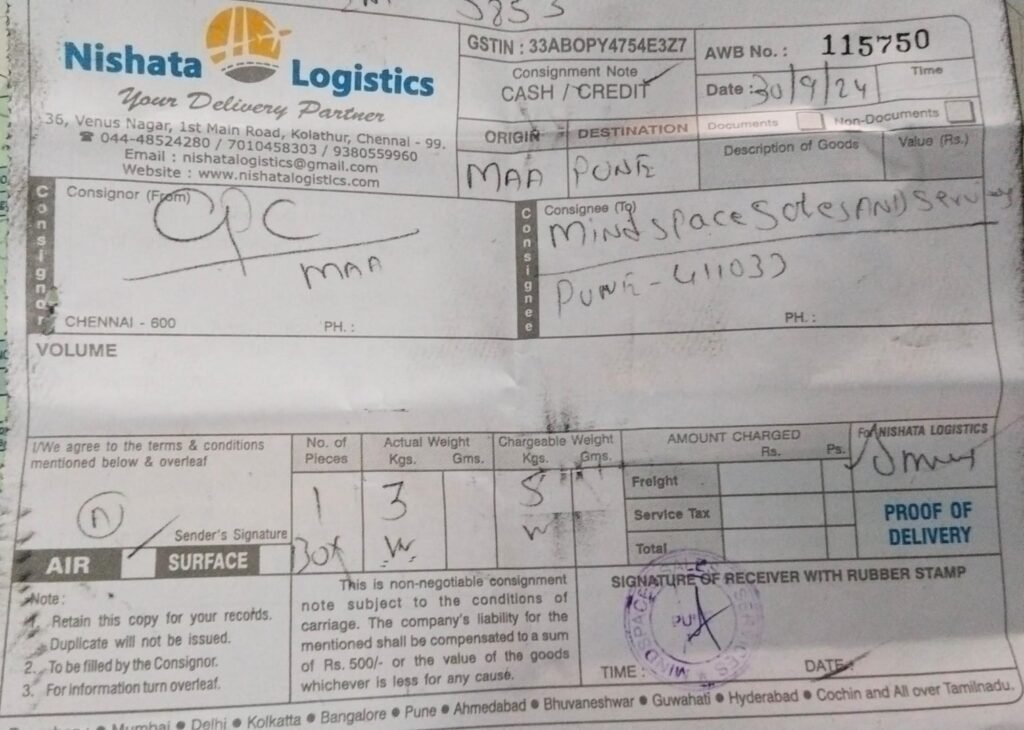 Nishata Logistics
Your Delivery Partner
36, Venus Nagar, 1st Main Road, Kolathur, Chennai - 99.
☎ 044-48524280 / 7010458303 / 9380559960
Email : nishatalogistics@gmail.com
Website : www.nishatalogistics.com
GSTIN : 33ABOPY4754E3Z7
Consignment Note
CASH / CREDIT
AWB No. : 115750
Date : 30/9/24
Time
ORIGIN DESTINATION
MAA PUNE
Documents Non-Documents
Description of Goods Value (Rs.)
Consignor
Consignor (From)
CPC
MAA
CHENNAI - 600 PH. :
Consignee
Consignee (To)
Mindspace Sales AND Services
PUNE - 411033
PH. :
VOLUME
I/We agree to the terms & conditions
mentioned below & overleaf
n
Sender's Signature
AIR SURFACE
No. of
Pieces
1
Box
Actual Weight
Kgs. Gms.
3
W
Chargeable Weight
Kgs. Gms.
5
W
AMOUNT CHARGED
Rs. Ps.
Freight
Service Tax
Total
For NISHATA LOGISTICS
PROOF OF
DELIVERY
Note :
1. Retain this copy for your records.
Duplicate will not be issued.
2. To be filled by the Consignor.
3. For information turn overleaf.
This is non-negotiable consignment
note subject to the conditions of
carriage. The company's liability for the
mentioned shall be compensated to a sum
of Rs. 500/- or the value of the goods
whichever is less for any cause.
SIGNATURE OF RECEIVER WITH RUBBER STAMP
MINDSPACE SALES SERVICES
TIME : DATE
Mumbai ● Delhi ● Kolkatta ● Bangalore ● Pune ● Ahmedabad ● Bhuvaneshwar ● Guwahati ● Hyderabad ● Cochin and All over Tamilnadu.